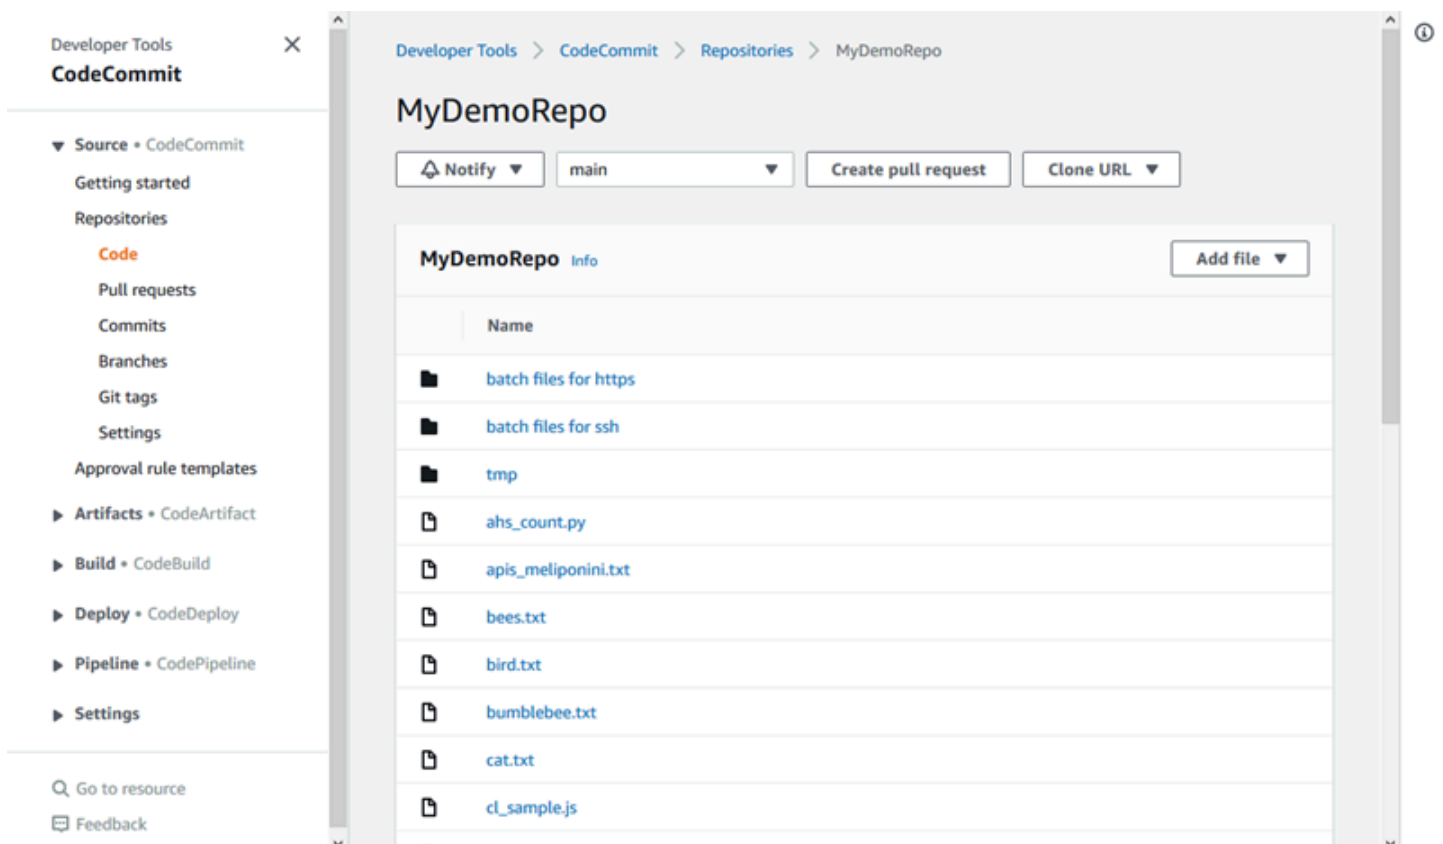 Developer Tools
CodeCommit
Source • CodeCommit
Getting started
Repositories
Code
Pull requests
Commits
Branches
Git tags
Settings
Approval rule templates
Artifacts • CodeArtifact
Build • CodeBuild
Deploy • CodeDeploy
Pipeline • CodePipeline
Settings
Go to resource
Feedback
Developer Tools > CodeCommit > Repositories > MyDemoRepo
MyDemoRepo
Notify main Create pull request Clone URL
MyDemoRepo Info Add file
Name
batch files for https
batch files for ssh
tmp
ahs_count.py
apis_meliponini.txt
bees.txt
bird.txt
bumblebee.txt
cat.txt
cl_sample.js